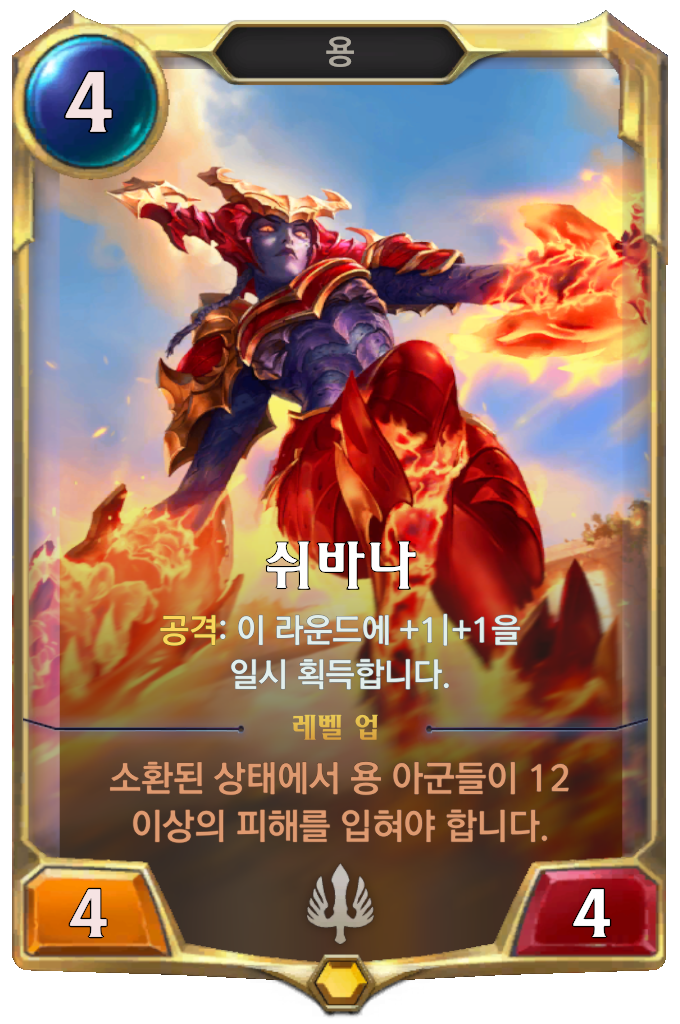 용
4
쉬바나
공격: 이 라운드에 +1|+1을
일시 획득합니다.
레벨 업
소환된 상태에서 용 아군들이 12
이상의 피해를 입혀야 합니다.
4
4